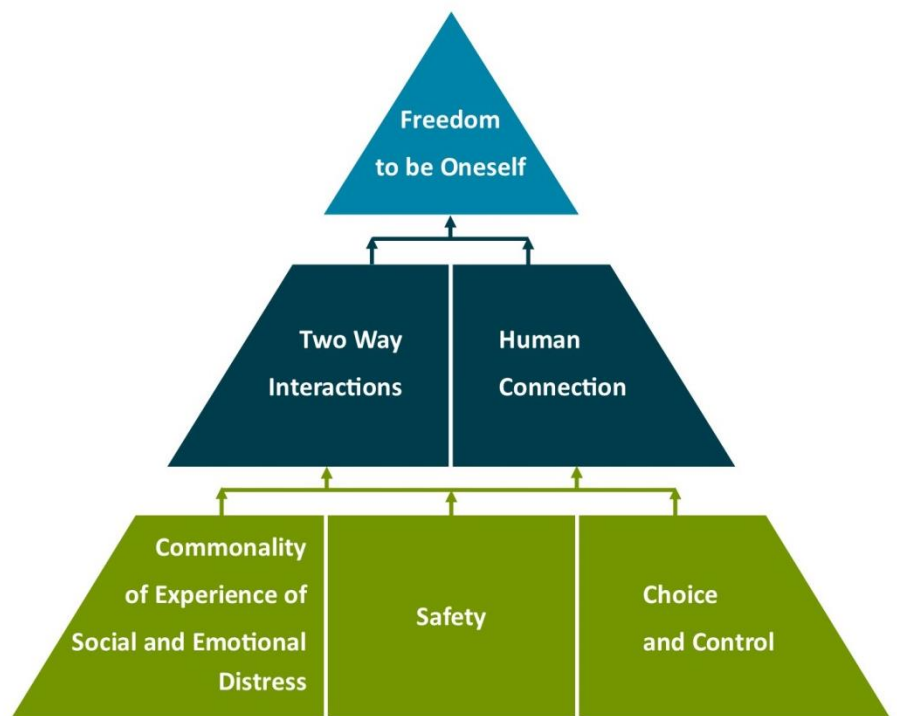 Freedom
to be Oneself
Two Way
Interactions
Human
Connection
Commonality
of Experience of
Social and Emotional
Distress
Safety
Choice
and Control